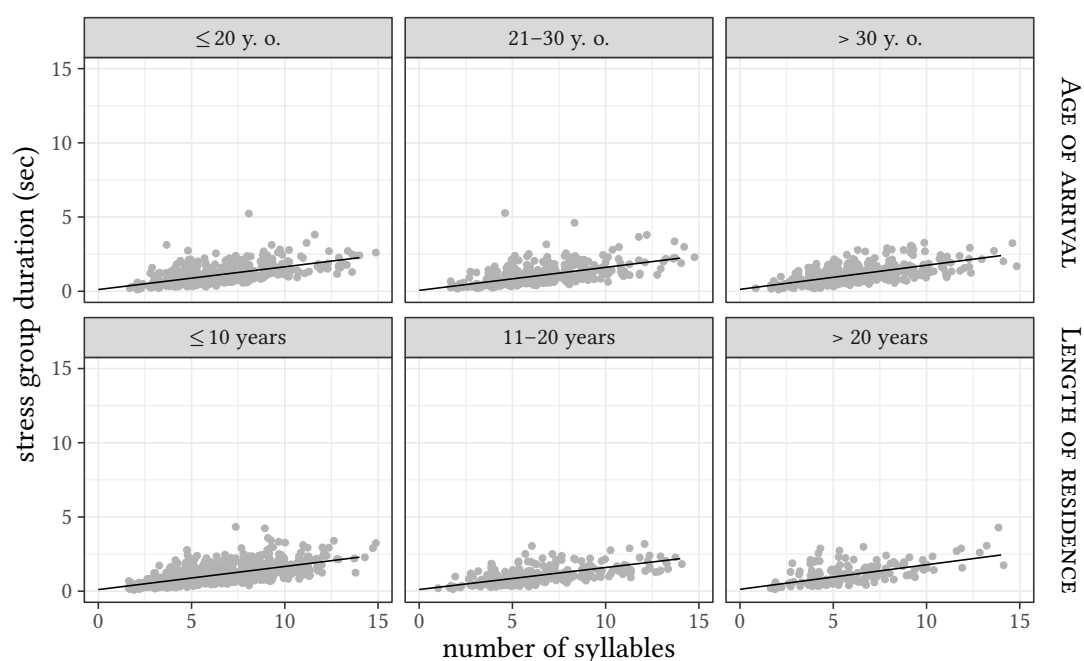 ≤ 20 y. o.
21–30 y. o.
> 30 y. o.
15
10
5
0
AGE OF ARRIVAL
stress group duration (sec)
≤ 10 years
11–20 years
> 20 years
15
10
5
0
LENGTH OF RESIDENCE
0 5 10 15
0 5 10 15
0 5 10 15
number of syllables